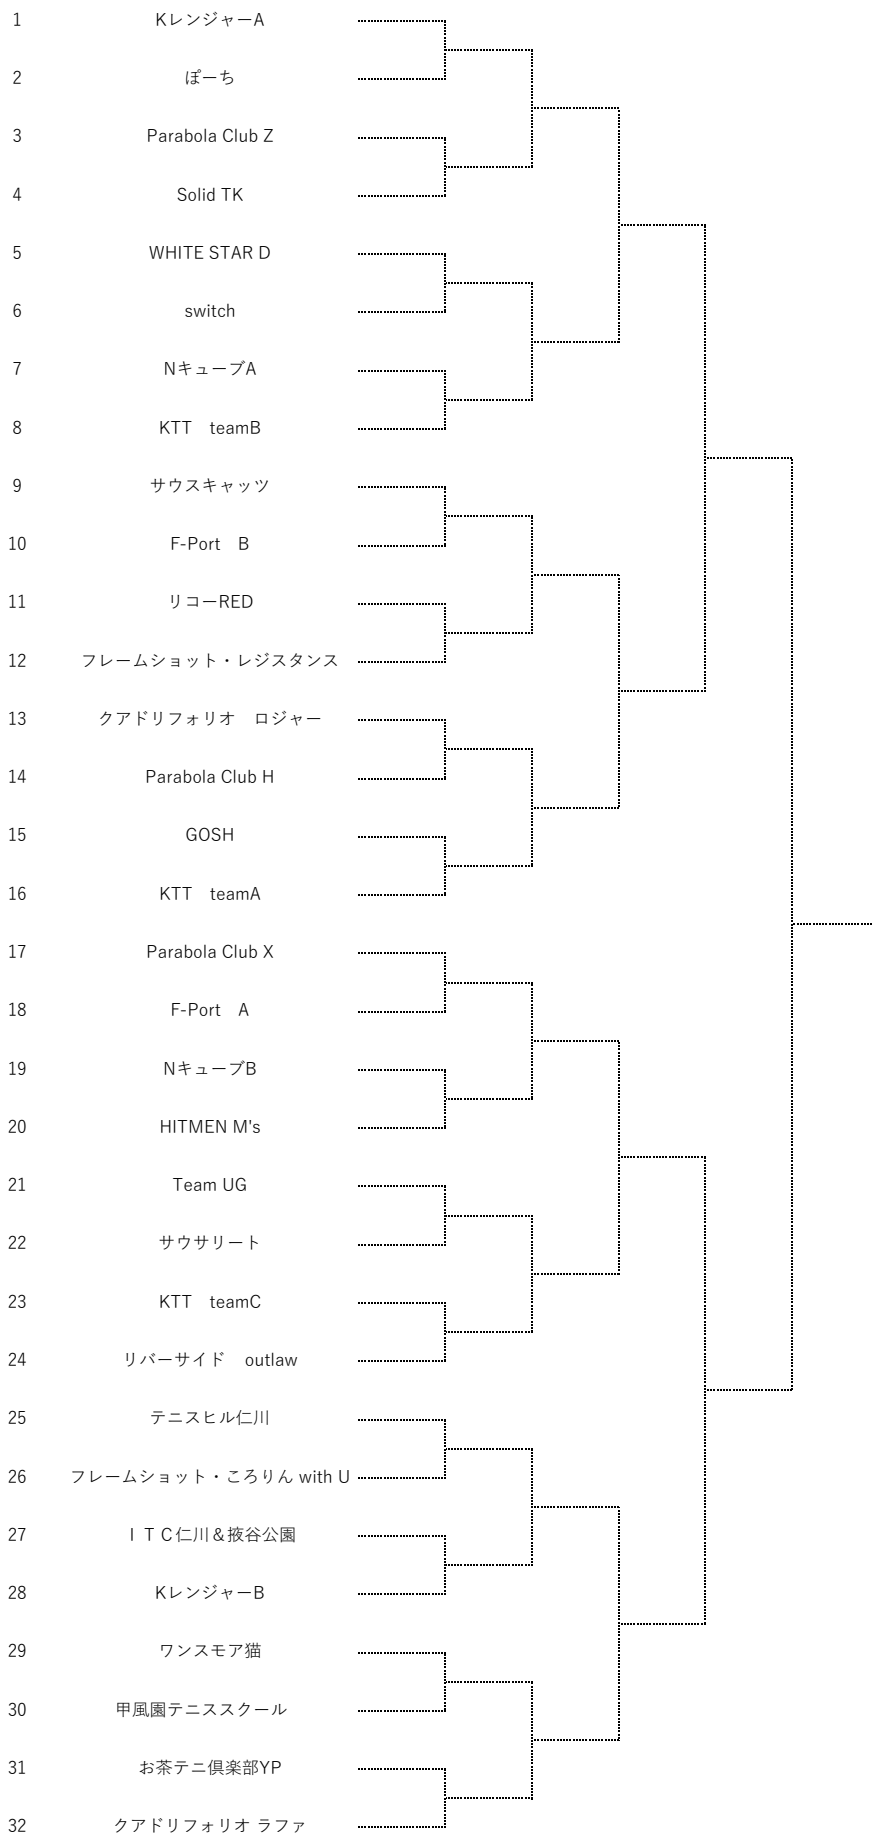 1 KレンジャーA
2 ぽーち
3 Parabola Club Z
4 Solid TK
5 WHITE STAR D
6 switch
7 NキューブA
8 KTT　teamB
9 サウスキャッツ
10 F-Port　B
11 リコーRED
12 フレームショット・レジスタンス
13 クアドリフォリオ　ロジャー
14 Parabola Club H
15 GOSH
16 KTT　teamA
17 Parabola Club X
18 F-Port　A
19 NキューブB
20 HITMEN M's
21 Team UG
22 サウサリート
23 KTT　teamC
24 リバーサイド　outlaw
25 テニスヒル仁川
26 フレームショット・ころりん with U
27 ＩＴＣ仁川＆掖谷公園
28 KレンジャーB
29 ワンスモア猫
30 甲風園テニススクール
31 お茶テニ倶楽部YP
32 クアドリフォリオ ラファ